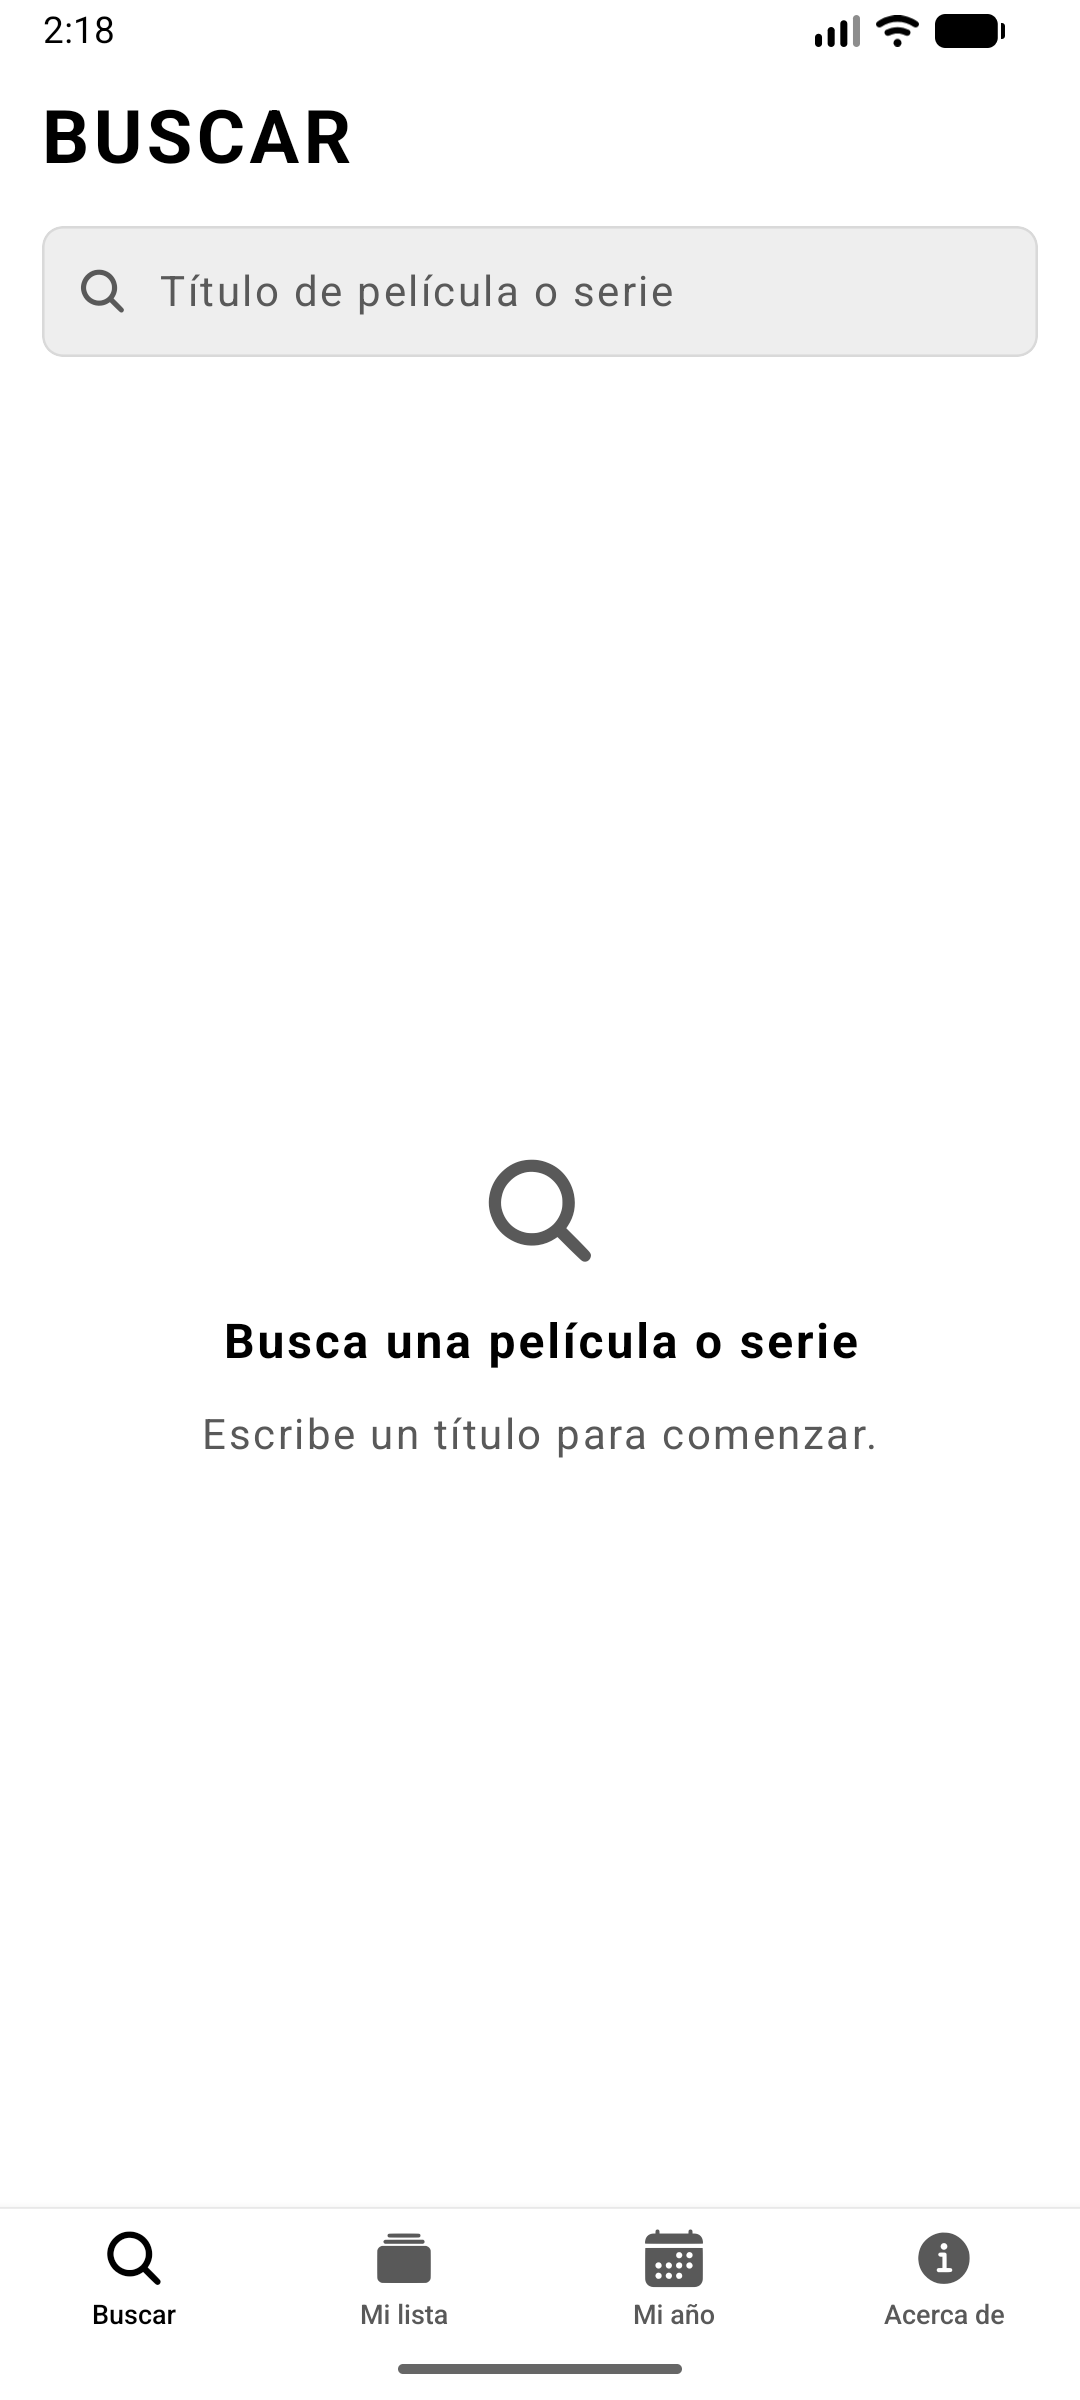 2:18
BUSCAR
Título de película o serie
Busca una película o serie
Escribe un título para comenzar.
Buscar
Mi lista
Mi año
Acerca de